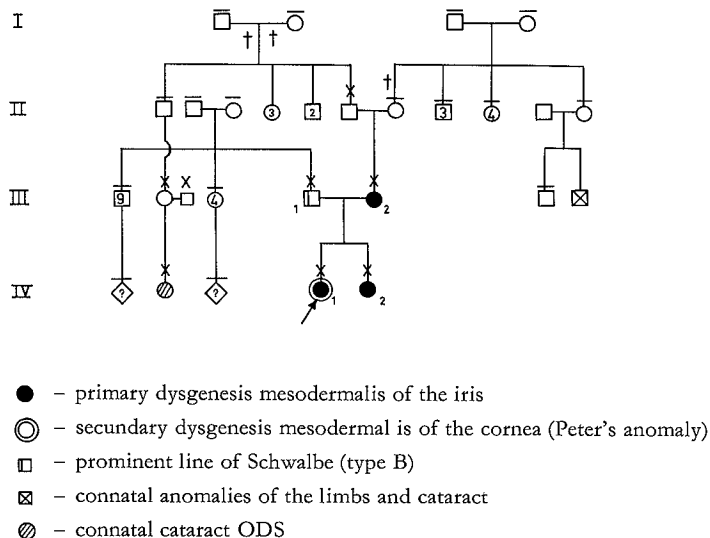 I
II
3
2
3
4
III
9
4
1
2
IV
?
?
1
2
– primary dysgenesis mesodermalis of the iris
– secundary dysgenesis mesodermal is of the cornea (Peter's anomaly)
– prominent line of Schwalbe (type B)
– connatal anomalies of the limbs and cataract
– connatal cataract ODS